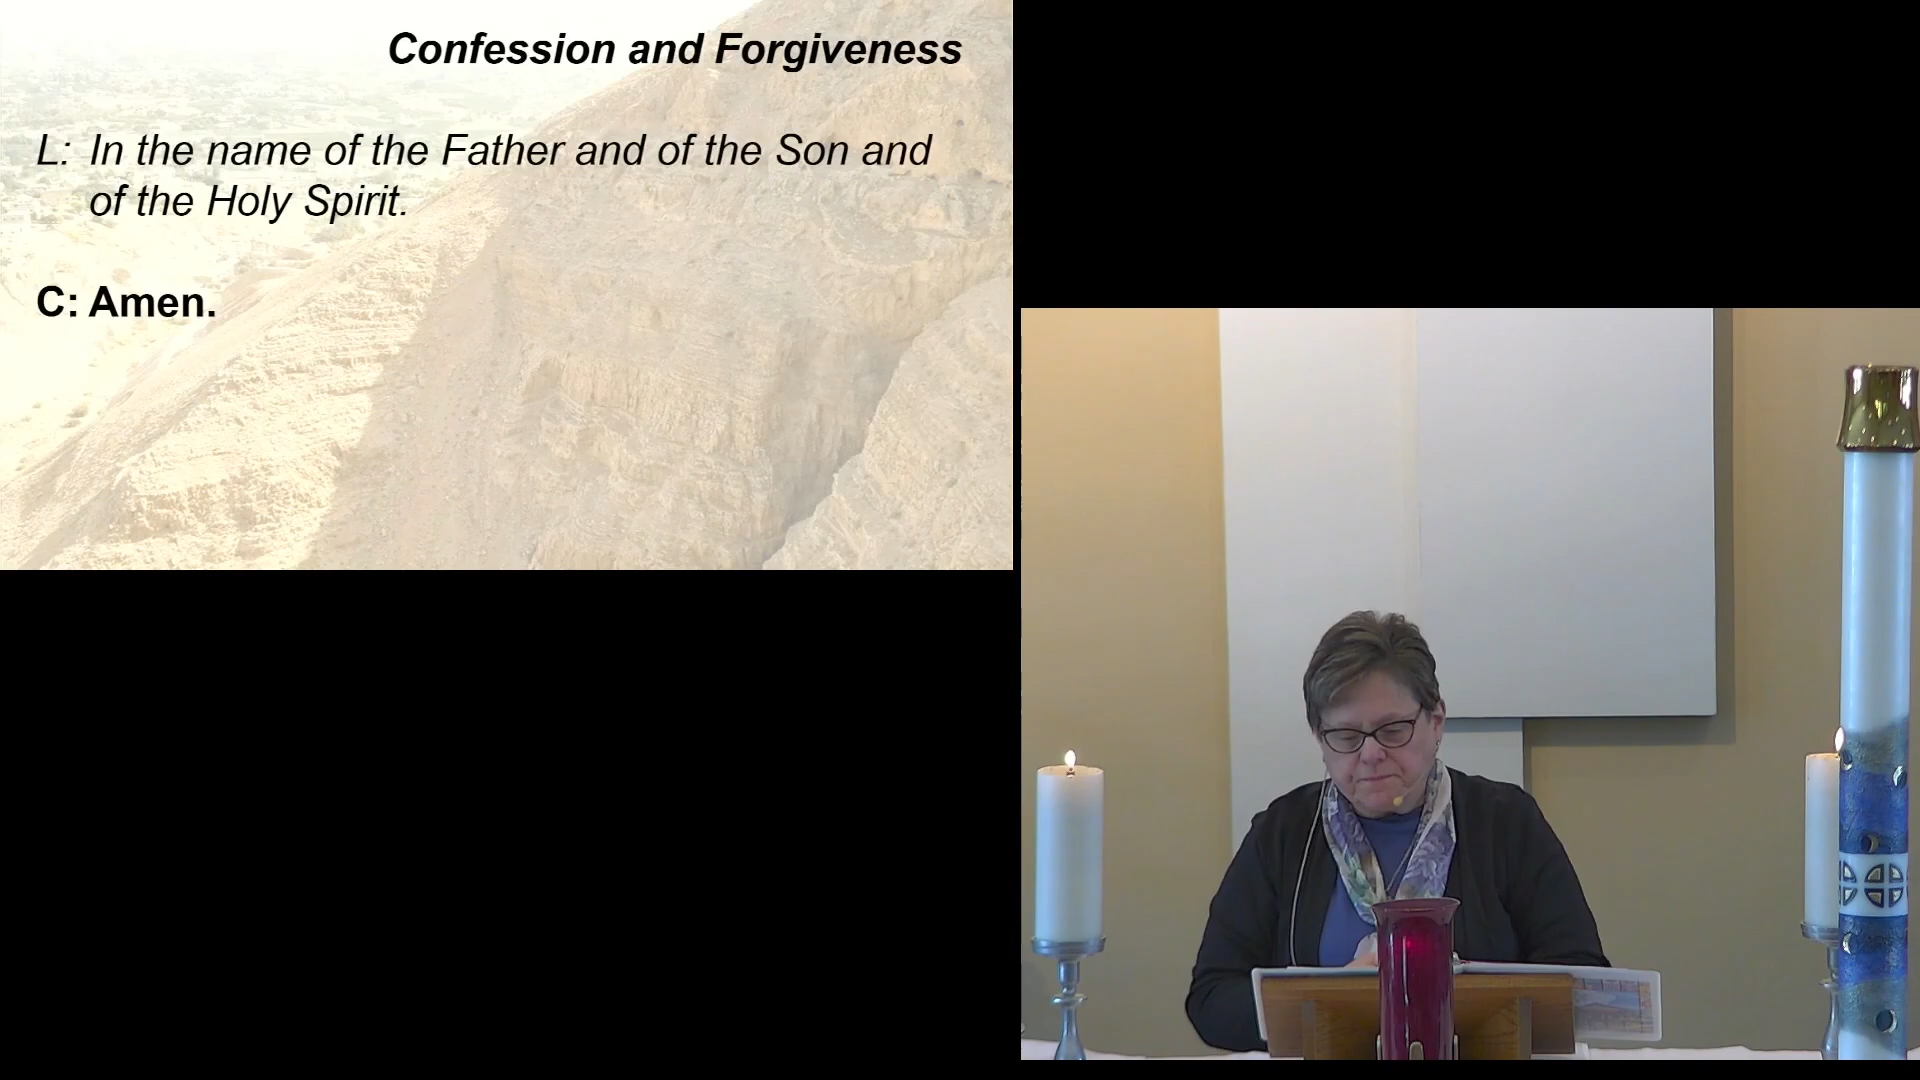 Confession and Forgiveness
L: In the name of the Father and of the Son and
of the Holy Spirit.
C: Amen.